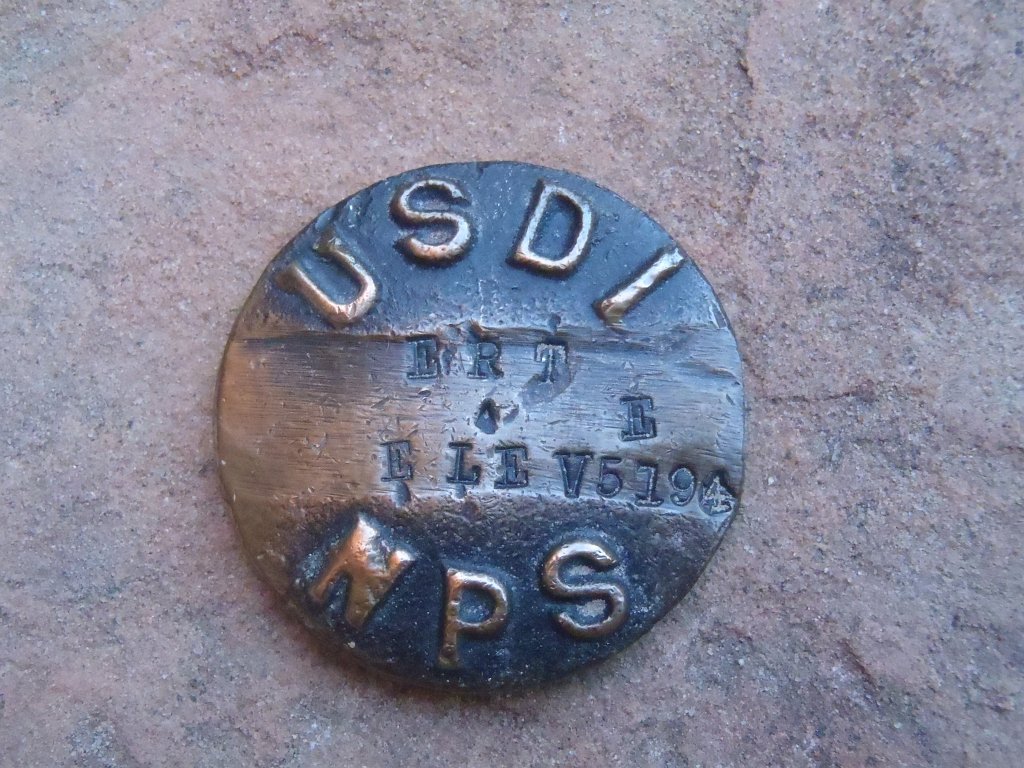 USDI
ERT
E
ELEV5194
NPS